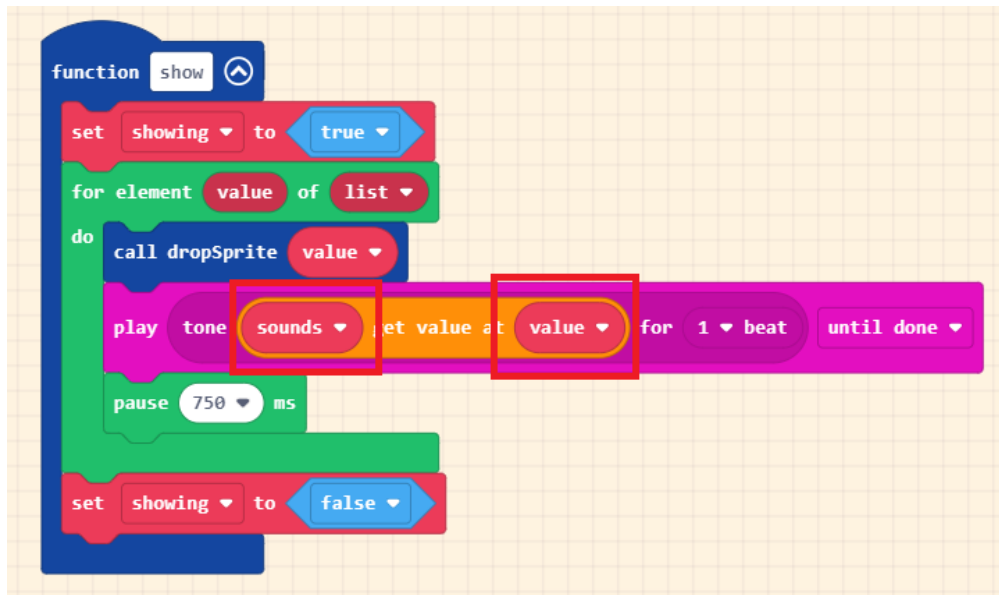 function show
set showing to true
for element value of list
do
call dropSprite value
play tone sounds get value at value for 1 beat until done
pause 750 ms
set showing to false